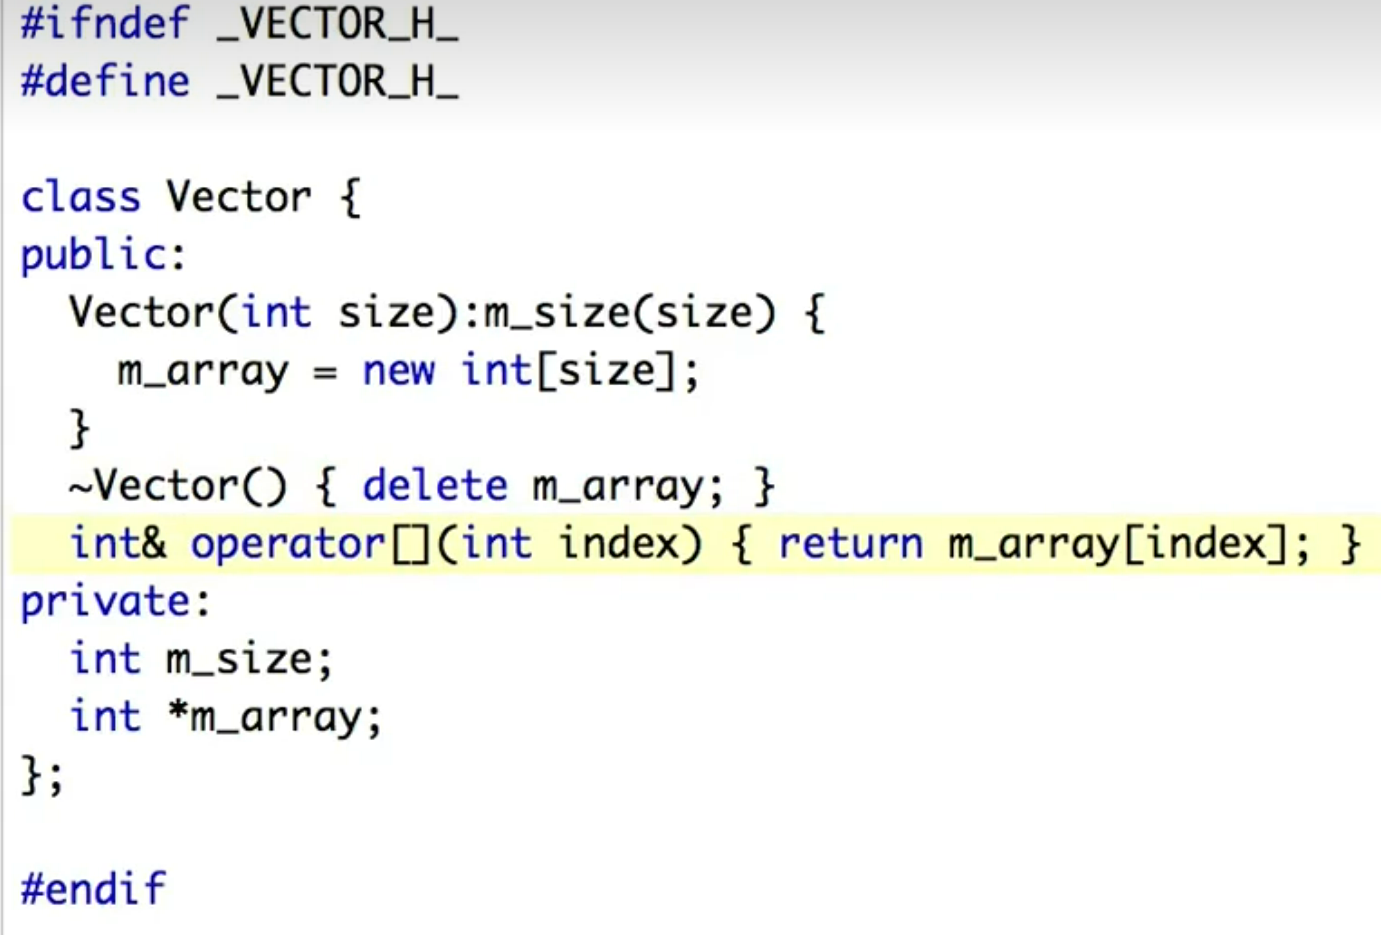 #ifndef _VECTOR_H_
#define _VECTOR_H_
class Vector {
public:
Vector(int size):m_size(size) {
m_array = new int[size];
}
~Vector() { delete m_array; }
int& operator[](int index) { return m_array[index]; }
private:
int m_size;
int *m_array;
};
#endif